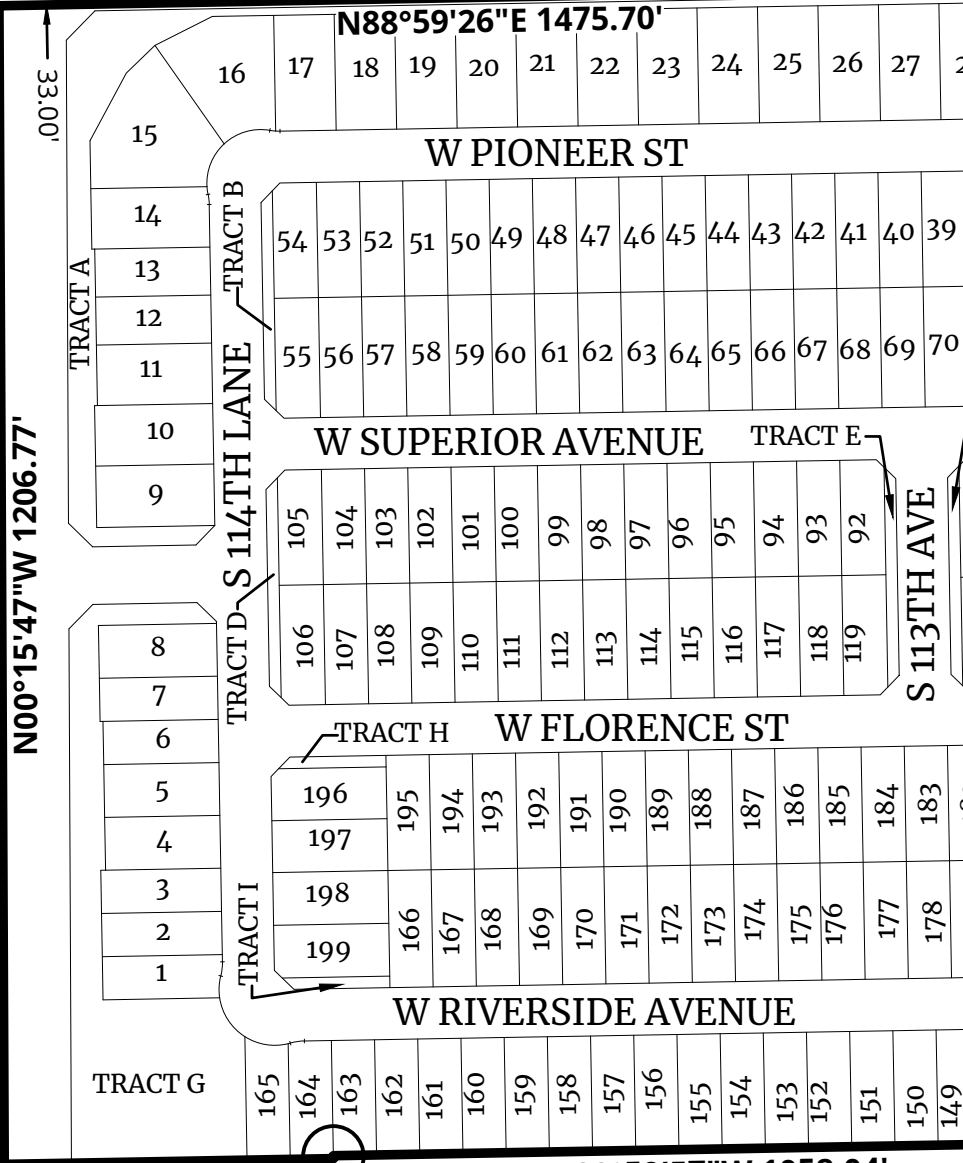 N88°59'26"E 1475.70'
33.00'
16 17 18 19 20 21 22 23 24 25 26 27
15
W PIONEER ST
TRACT B
14
54 53 52 51 50 49 48 47 46 45 44 43 42 41 40 39
TRACT A
13
12
11
55 56 57 58 59 60 61 62 63 64 65 66 67 68 69 70
S 114TH LANE
10
W SUPERIOR AVENUE
TRACT E
N00°15'47"W 1206.77'
9
105 104 103 102 101 100 99 98 97 96 95 94 93 92
S 113TH AVE
TRACT D
8
106 107 108 109 110 111 112 113 114 115 116 117 118 119
7
6
TRACT H
W FLORENCE ST
5
196
195 194 193 192 191 190 189 188 187 186 185 184 183
4
197
3
198
2
166 167 168 169 170 171 172 173 174 175 176 177 178
199
1
TRACT I
W RIVERSIDE AVENUE
TRACT G
165 164 163 162 161 160 159 158 157 156 155 154 153 152 151 150 149